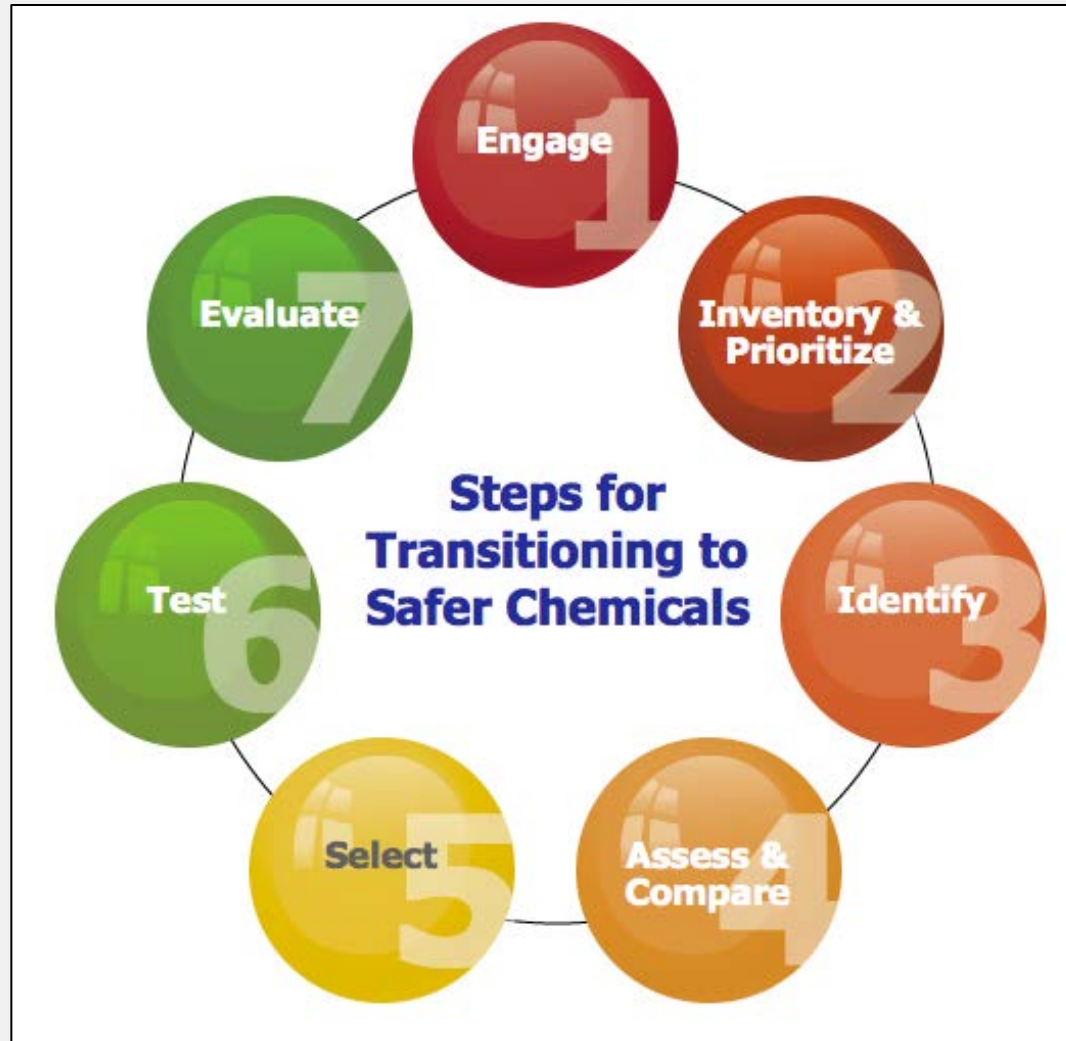 Engage
1
Inventory &
Prioritize
2
Identify
3
Assess &
Compare
4
Select
5
Test
6
Evaluate
7
Steps for
Transitioning to
Safer Chemicals